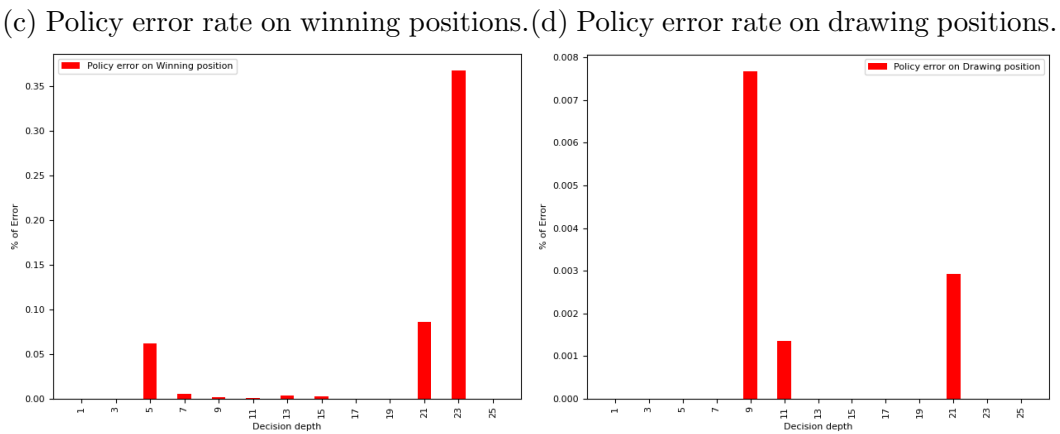 (c) Policy error rate on winning positions.
(d) Policy error rate on drawing positions.
Policy error on Winning position
% of Error
0.35
0.30
0.25
0.20
0.15
0.10
0.05
0.00
1 3 5 7 9 11 13 15 17 19 21 23 25
Decision depth
Policy error on Drawing position
% of Error
0.008
0.007
0.006
0.005
0.004
0.003
0.002
0.001
0.000
1 3 5 7 9 11 13 15 17 19 21 23 25
Decision depth